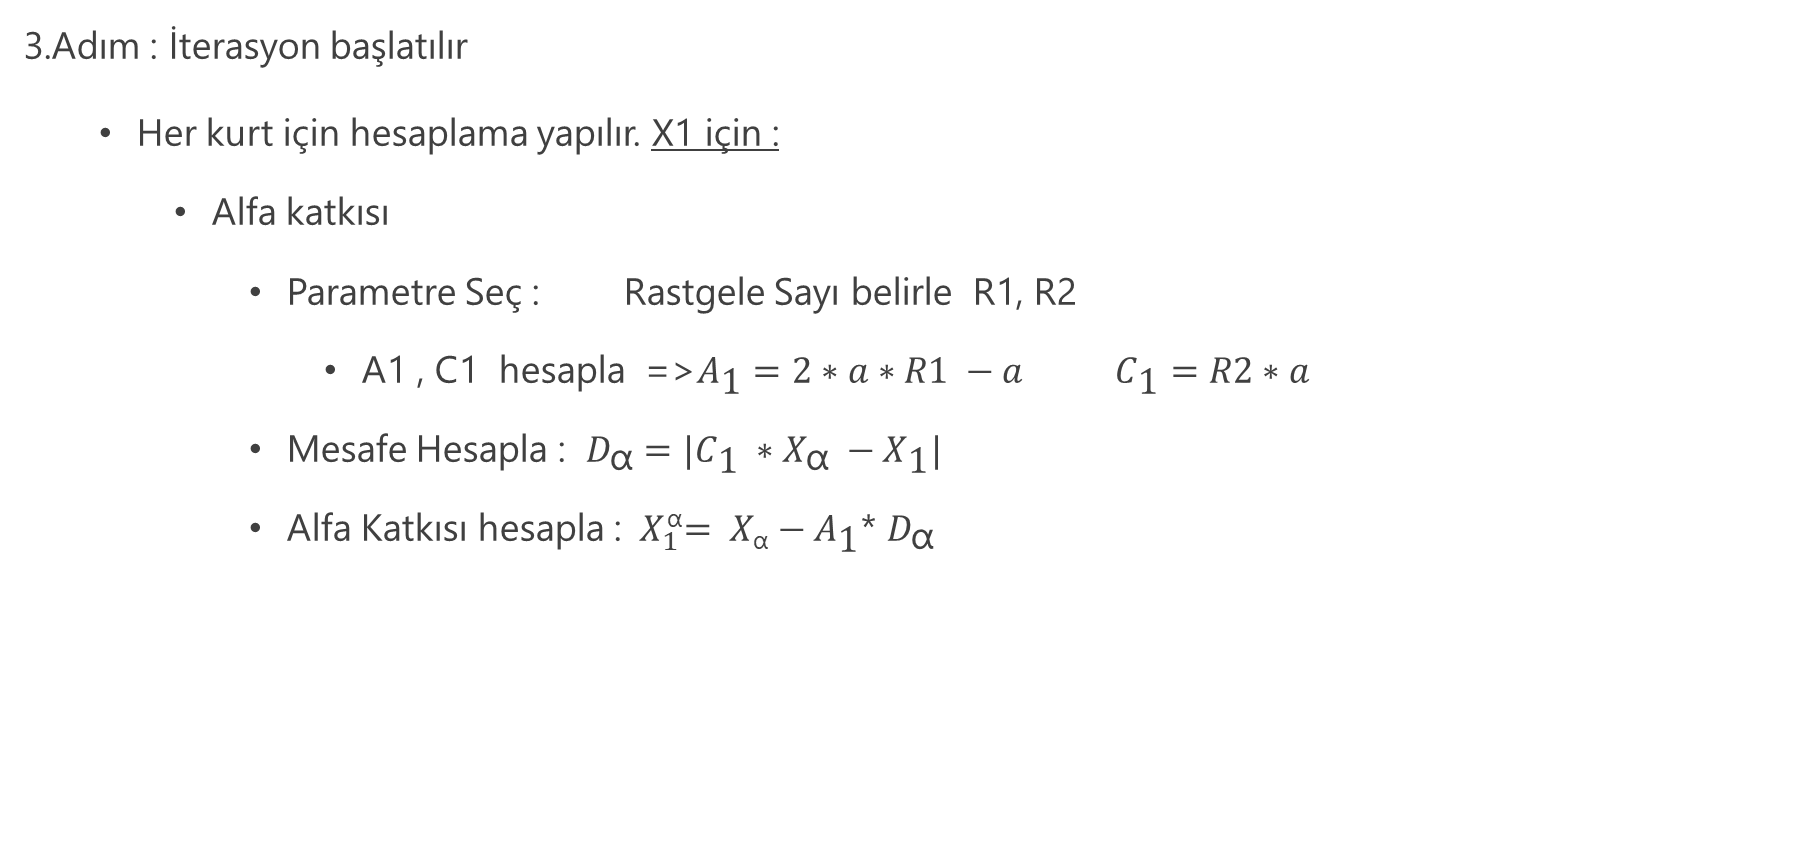 3.Adım : İterasyon başlatılır
• Her kurt için hesaplama yapılır. X1 için :
• Alfa katkısı
• Parametre Seç : Rastgele Sayı belirle R1, R2
• A1 , C1 hesapla =>A₁ = 2 ∗ a ∗ R1 − a C₁ = R2 ∗ a
• Mesafe Hesapla : Dα = |C₁ ∗ Xα − X₁|
• Alfa Katkısı hesapla : X₁^α= Xα − A₁* Dα